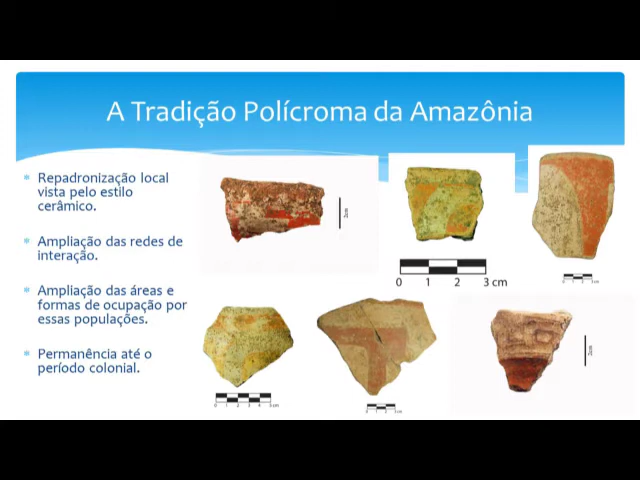 A Tradição Polícroma da Amazônia
Repadronização local
vista pelo estilo
cerâmico.
Ampliação das redes de
interação.
Ampliação das áreas e
formas de ocupação por
essas populações.
Permanência até o
período colonial.
0 1 2 3 cm